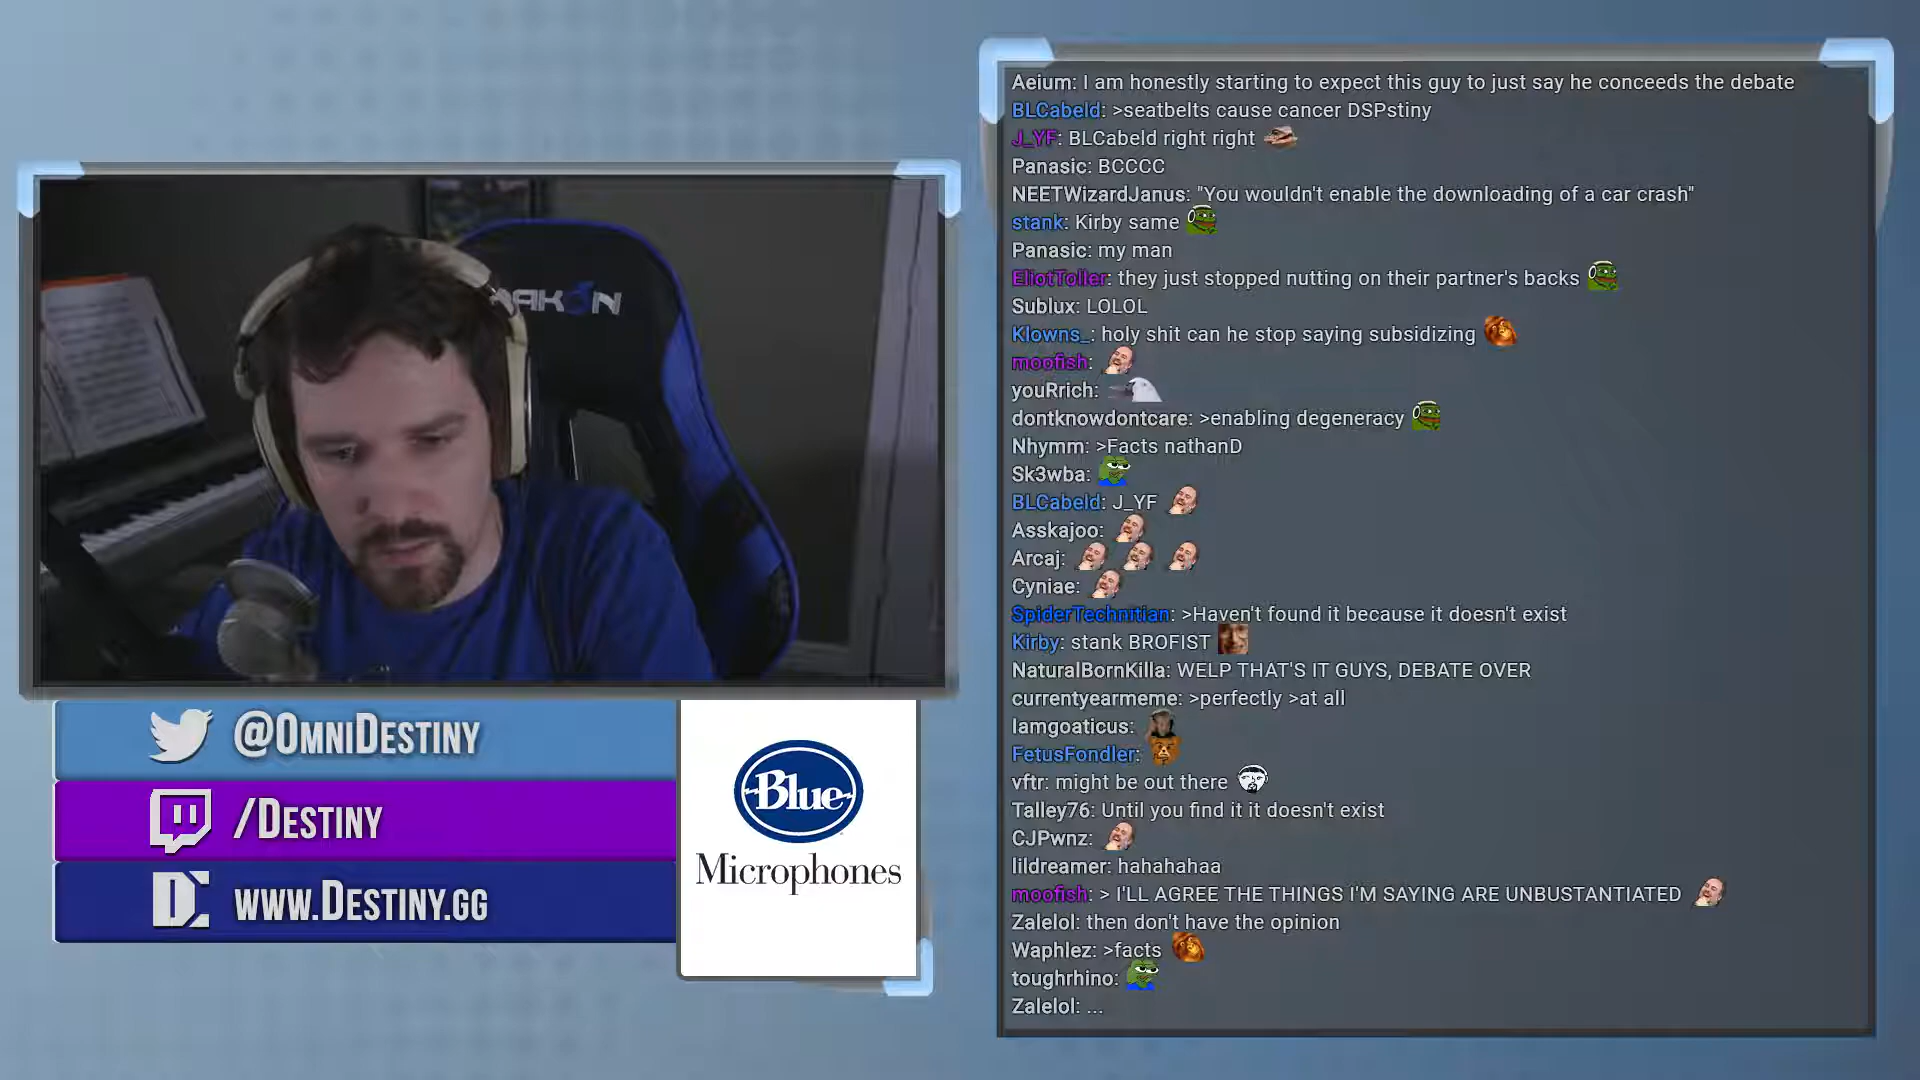 Aeium: I am honestly starting to expect this guy to just say he conceeds the debate
BLCabeld: >seatbelts cause cancer DSPstiny
J_YF: BLCabeld right right
Panasic: BCCCC
NEETWizardJanus: "You wouldn't enable the downloading of a car crash"
stank: Kirby same
Panasic: my man
EliotToller: they just stopped nutting on their partner's backs
Sublux: LOLOL
Klowns_: holy shit can he stop saying subsidizing
moofish:
youRrich:
dontknowdontcare: >enabling degeneracy
Nhymm: >Facts nathanD
Sk3wba:
BLCabeld: J_YF
Asskajoo:
Arcaj:
Cyniae:
SpiderTechnitian: >Haven't found it because it doesn't exist
Kirby: stank BROFIST
NaturalBornKilla: WELP THAT'S IT GUYS, DEBATE OVER
currentyearmeme: >perfectly >at all
Iamgoaticus:
FetusFondler:
vftr: might be out there
Talley76: Until you find it it doesn't exist
CJPwnz:
lildreamer: hahahahaa
moofish: > I'LL AGREE THE THINGS I'M SAYING ARE UNBUSTANTIATED
Zalelol: then don't have the opinion
Waphlez: >facts
toughrhino:
Zalelol: ...
@OmniDestiny
/Destiny
www.Destiny.gg
Blue
Microphones